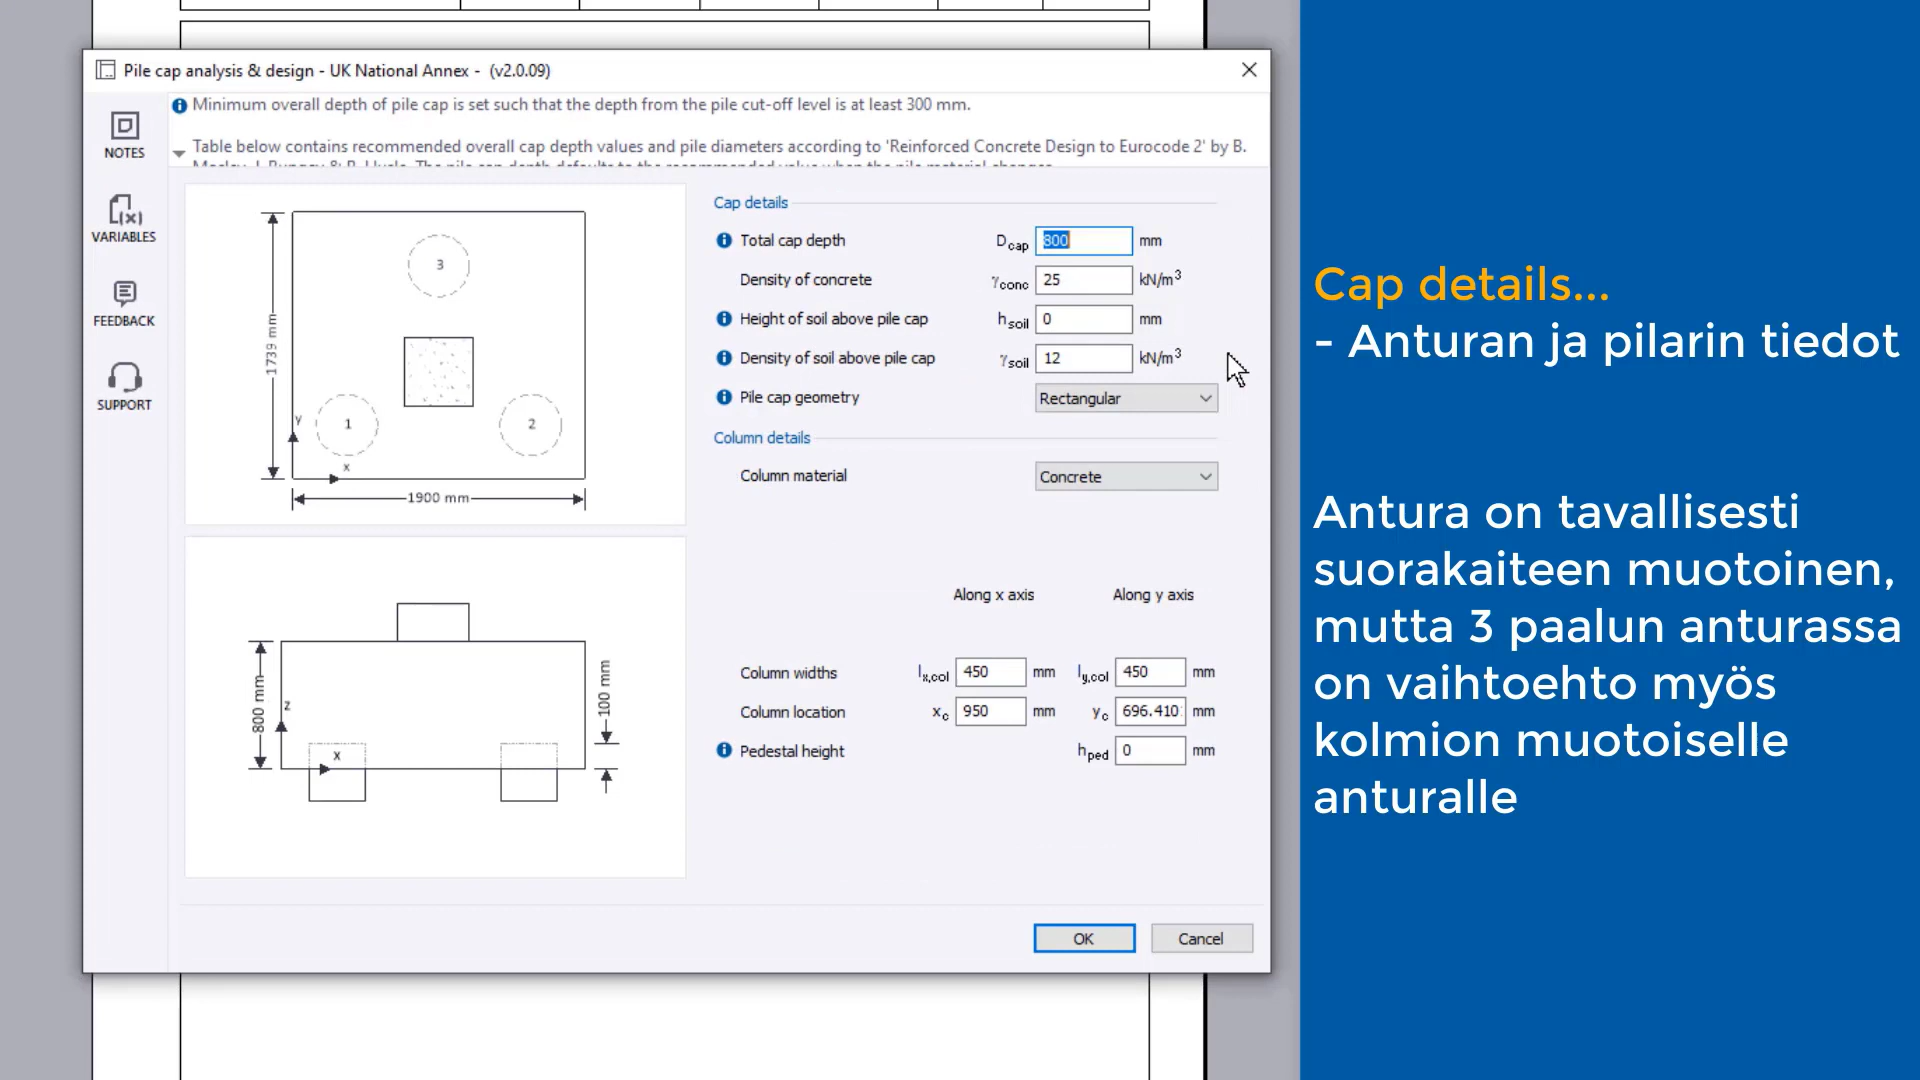 Pile cap analysis & design - UK National Annex - (v2.0.09)
NOTES
VARIABLES
FEEDBACK
SUPPORT
Minimum overall depth of pile cap is set such that the depth from the pile cut-off level is at least 300 mm.
Table below contains recommended overall cap depth values and pile diameters according to 'Reinforced Concrete Design to Eurocode 2' by B.
3
1
2
y
x
1739 mm
1900 mm
800 mm
z
x
100 mm
Cap details
Total cap depth Dcap 800 mm
Density of concrete γconc 25 kN/m³
Height of soil above pile cap hsoil 0 mm
Density of soil above pile cap γsoil 12 kN/m³
Pile cap geometry Rectangular
Column details
Column material Concrete
Along x axis Along y axis
Column widths lx,col 450 mm ly,col 450 mm
Column location xc 950 mm yc 696.410 mm
Pedestal height hped 0 mm
OK Cancel
Cap details...
- Anturan ja pilarin tiedot
Antura on tavallisesti
suorakaiteen muotoinen,
mutta 3 paalun anturassa
on vaihtoehto myös
kolmion muotoiselle
anturalle